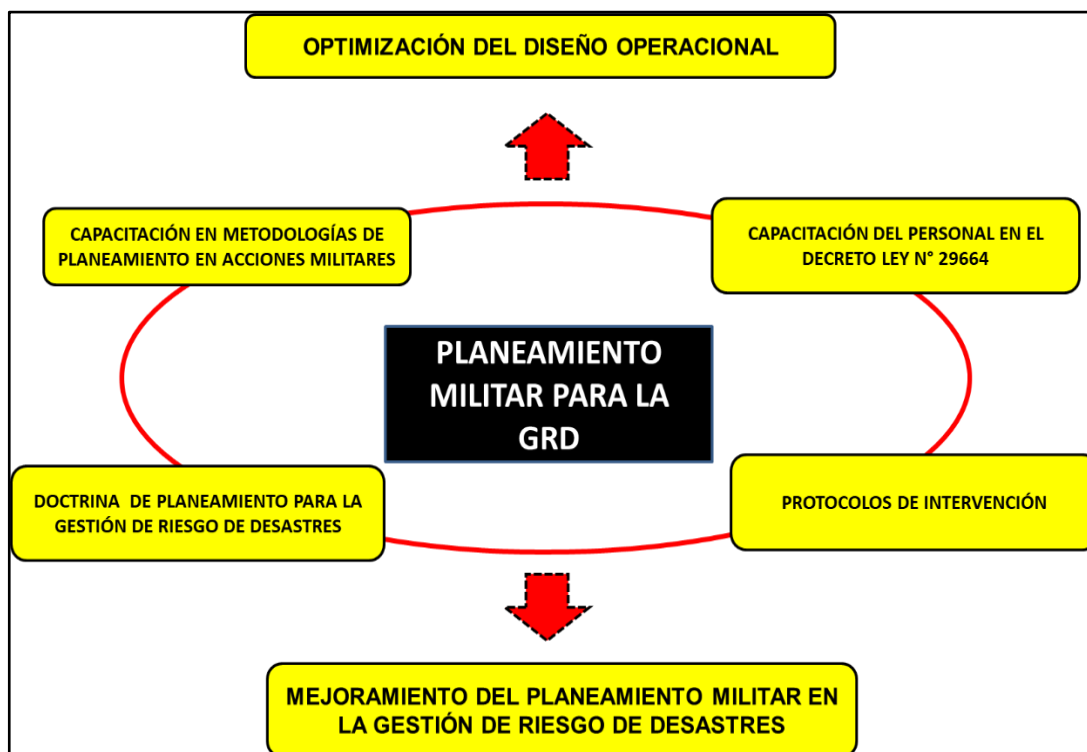 OPTIMIZACIÓN DEL DISEÑO OPERACIONAL
CAPACITACIÓN EN METODOLOGÍAS DE
PLANEAMIENTO EN ACCIONES MILITARES
CAPACITACIÓN DEL PERSONAL EN EL
DECRETO LEY N° 29664
PLANEAMIENTO
MILITAR PARA LA
GRD
DOCTRINA DE PLANEAMIENTO PARA LA
GESTIÓN DE RIESGO DE DESASTRES
PROTOCOLOS DE INTERVENCIÓN
MEJORAMIENTO DEL PLANEAMIENTO MILITAR EN
LA GESTIÓN DE RIESGO DE DESASTRES